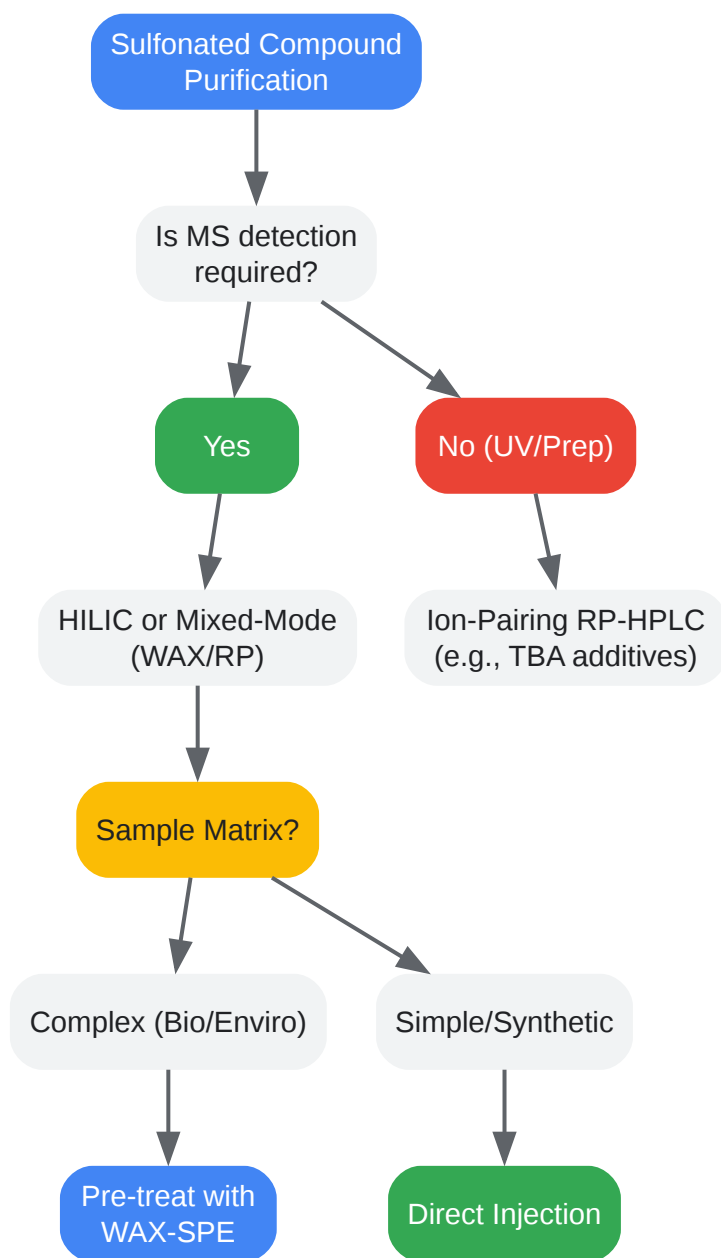 Sulfonated Compound
Purification
Is MS detection
required?
Yes
No (UV/Prep)
HILIC or Mixed-Mode
(WAX/RP)
Ion-Pairing RP-HPLC
(e.g., TBA additives)
Sample Matrix?
Complex (Bio/Enviro)
Simple/Synthetic
Pre-treat with
WAX-SPE
Direct Injection